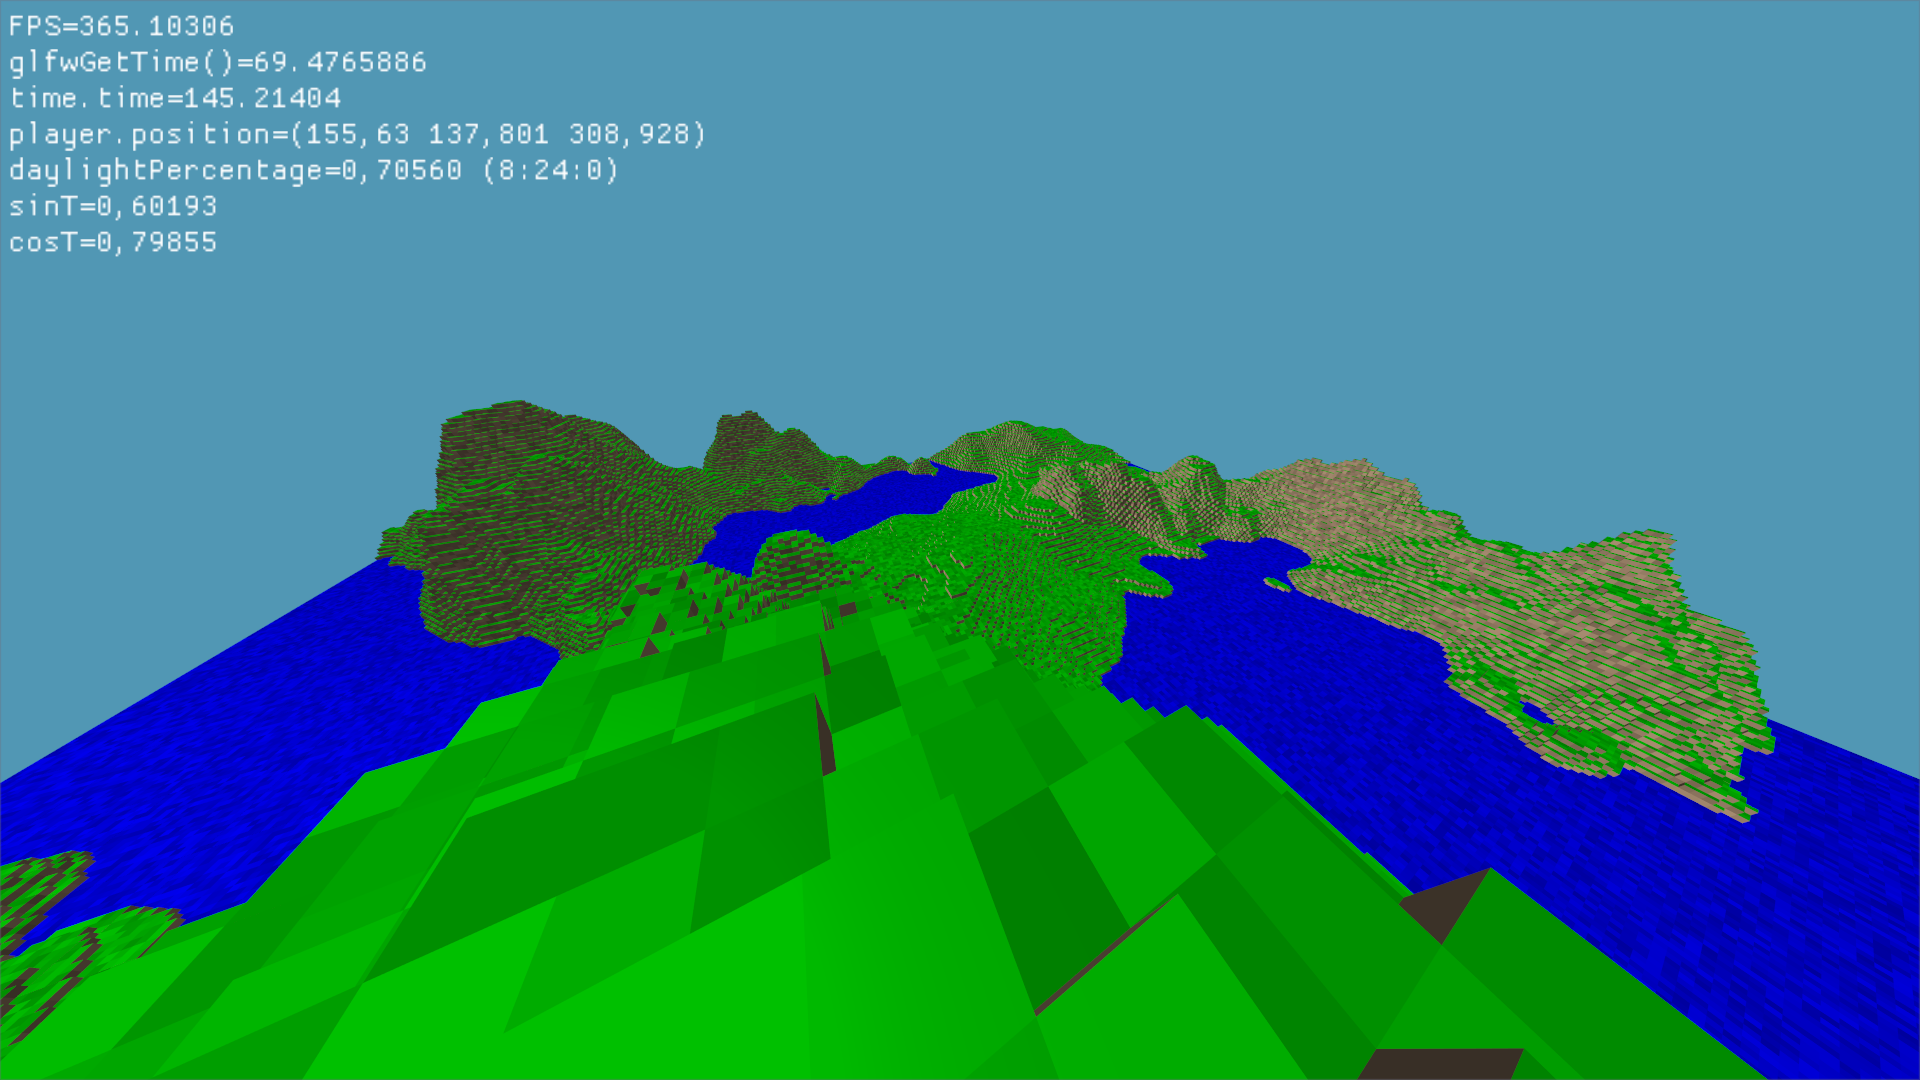 FPS=365.10306
glfwGetTime()=69.4765886
time.time=145.21404
player.position=(155,63 137,801 308,928)
daylightPercentage=0,70560 (8:24:0)
sinT=0,60193
cosT=0,79855